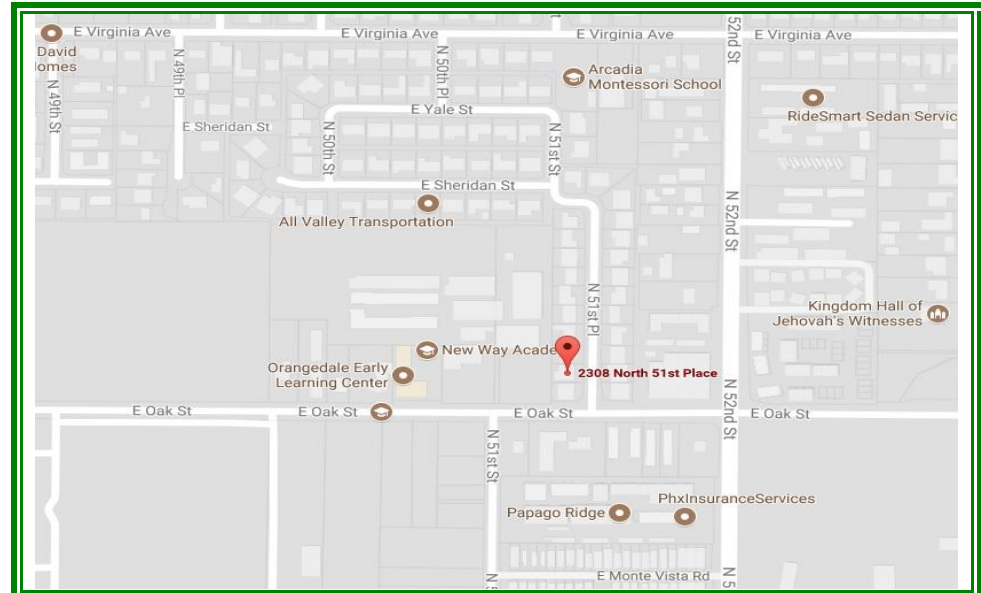 E Virginia Ave
E Virginia Ave
E Virginia Ave
E Virginia Ave
52nd St
David
Homes
N 49th St
N 49th Pl
N 50th Pl
Arcadia
Montessori School
RideSmart Sedan Servic
E Yale St
E Sheridan St
N 50th St
N 51st St
E Sheridan St
N 52nd St
All Valley Transportation
N 51st Pl
Kingdom Hall of
Jehovah's Witnesses
New Way Acade
Orangedale Early
Learning Center
2308 North 51st Place
N 52nd St
E Oak St
E Oak St
E Oak St
E Oak St
N 51st St
PhxInsuranceServices
Papago Ridge
E Monte Vista Rd